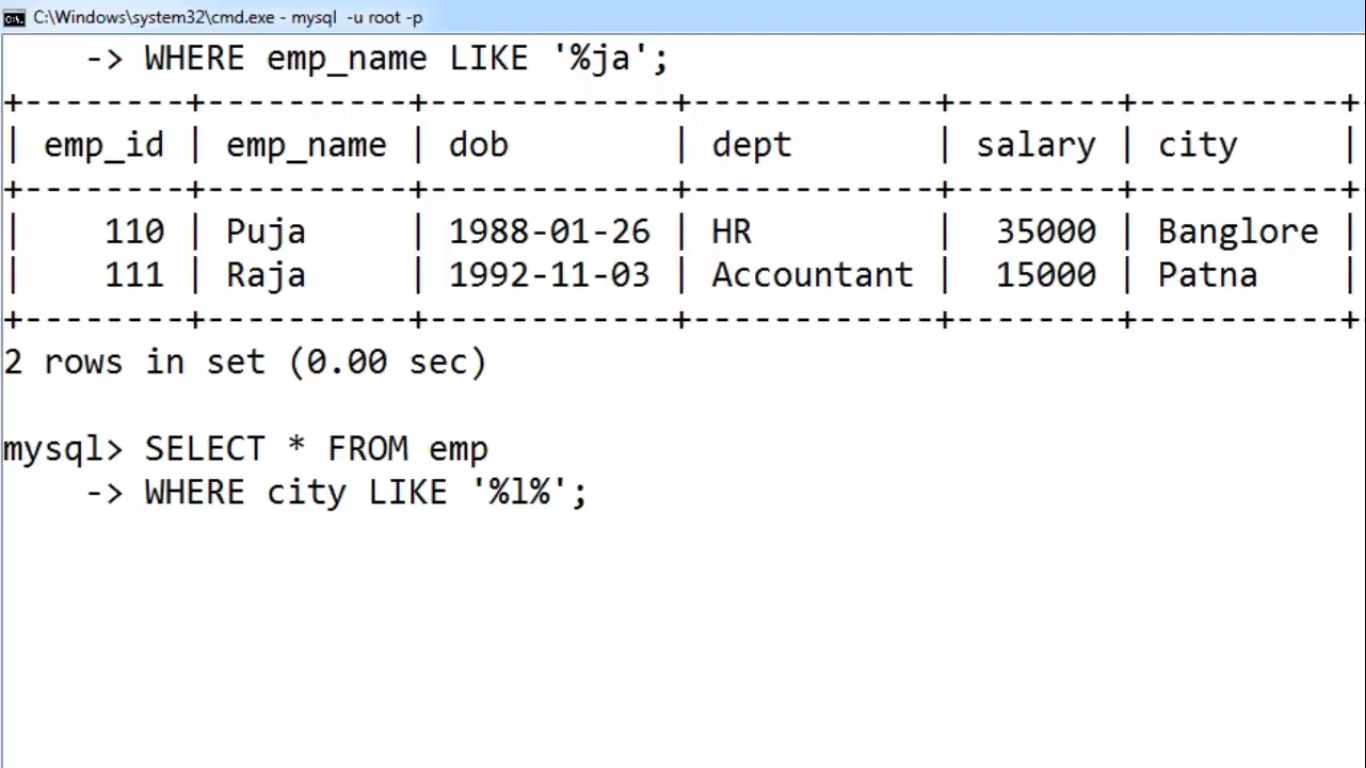 C:\Windows\system32\cmd.exe - mysql  -u root -p
    -> WHERE emp_name LIKE '%ja';
+--------+----------+------------+------------+--------+----------+
| emp_id | emp_name | dob        | dept       | salary | city     |
+--------+----------+------------+------------+--------+----------+
|    110 | Puja     | 1988-01-26 | HR         |  35000 | Banglore |
|    111 | Raja     | 1992-11-03 | Accountant |  15000 | Patna    |
+--------+----------+------------+------------+--------+----------+
2 rows in set (0.00 sec)
mysql> SELECT * FROM emp
    -> WHERE city LIKE '%l%';